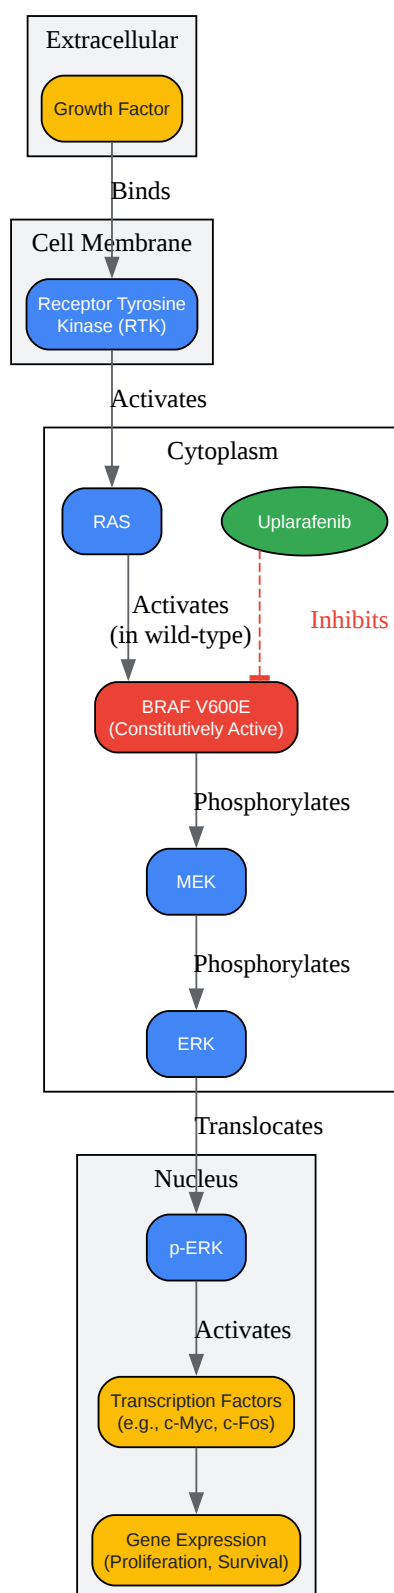 Extracellular
Growth Factor
Binds
Cell Membrane
Receptor Tyrosine
Kinase (RTK)
Activates
Cytoplasm
RAS
Uplarafenib
Activates
(in wild-type)
Inhibits
BRAF V600E
(Constitutively Active)
Phosphorylates
MEK
Phosphorylates
ERK
Translocates
Nucleus
p-ERK
Activates
Transcription Factors
(e.g., c-Myc, c-Fos)
Gene Expression
(Proliferation, Survival)